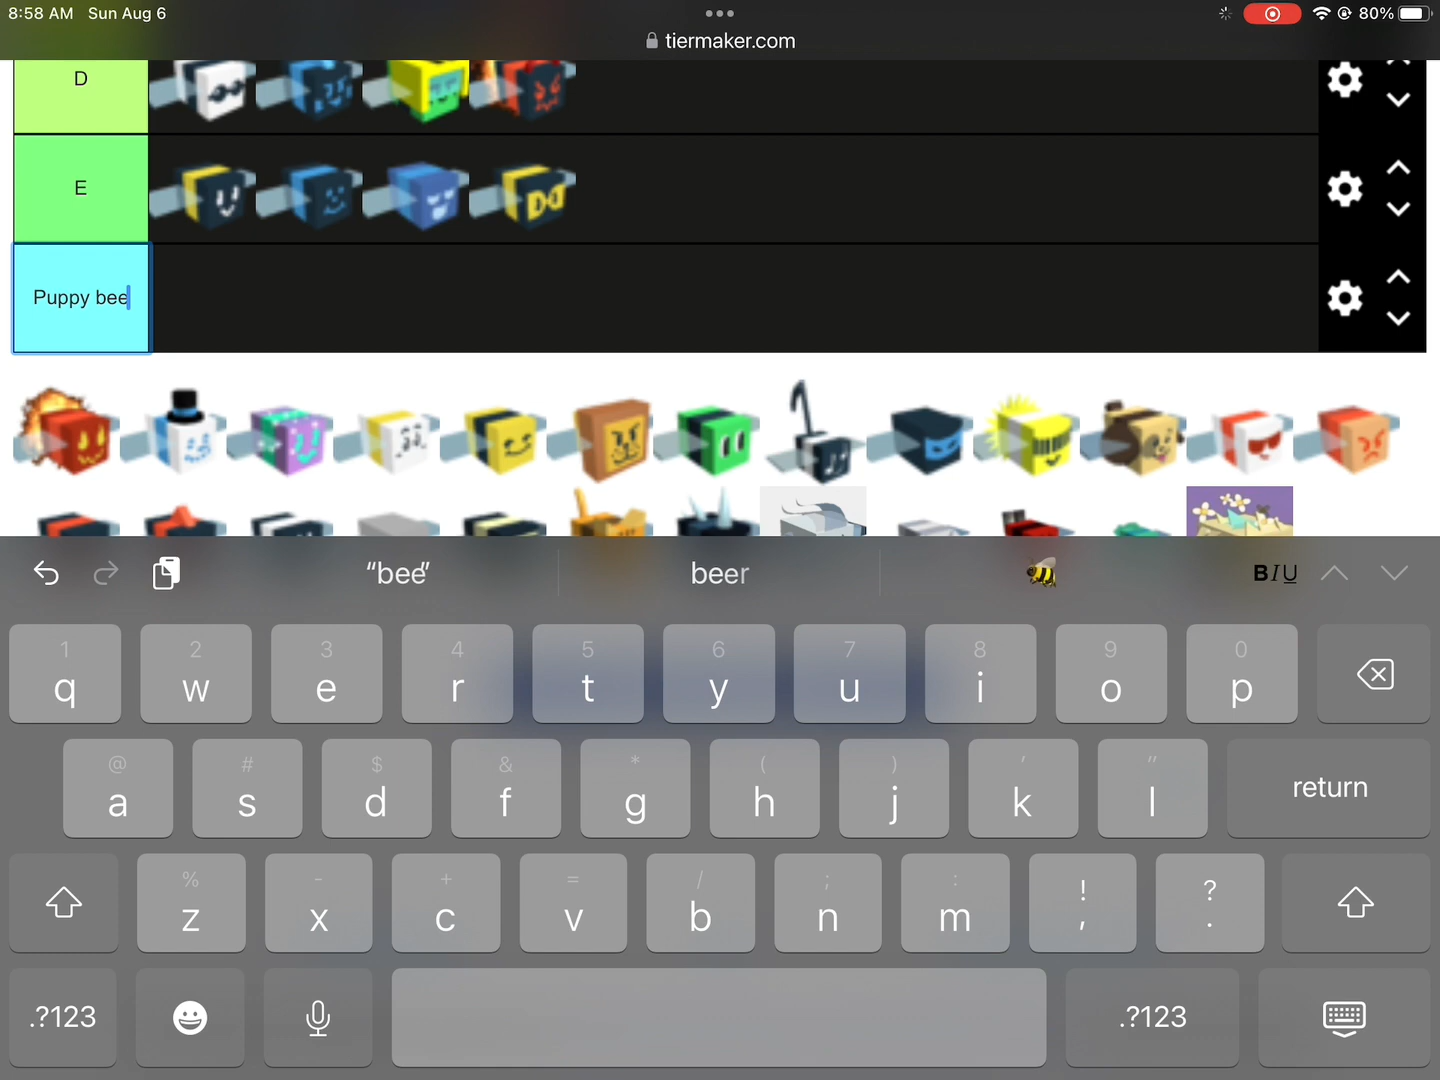 8:58 AM Sun Aug 6
80%
tiermaker.com
D
E
Puppy bee
“bee” beer BIU
1 2 3 4 5 6 7 8 9 0
q w e r t y u i o p
@ # $ & * ( ) ' "
a s d f g h j k l return
% - + = / ; : ! ?
z x c v b n m , .
.?123 .?123